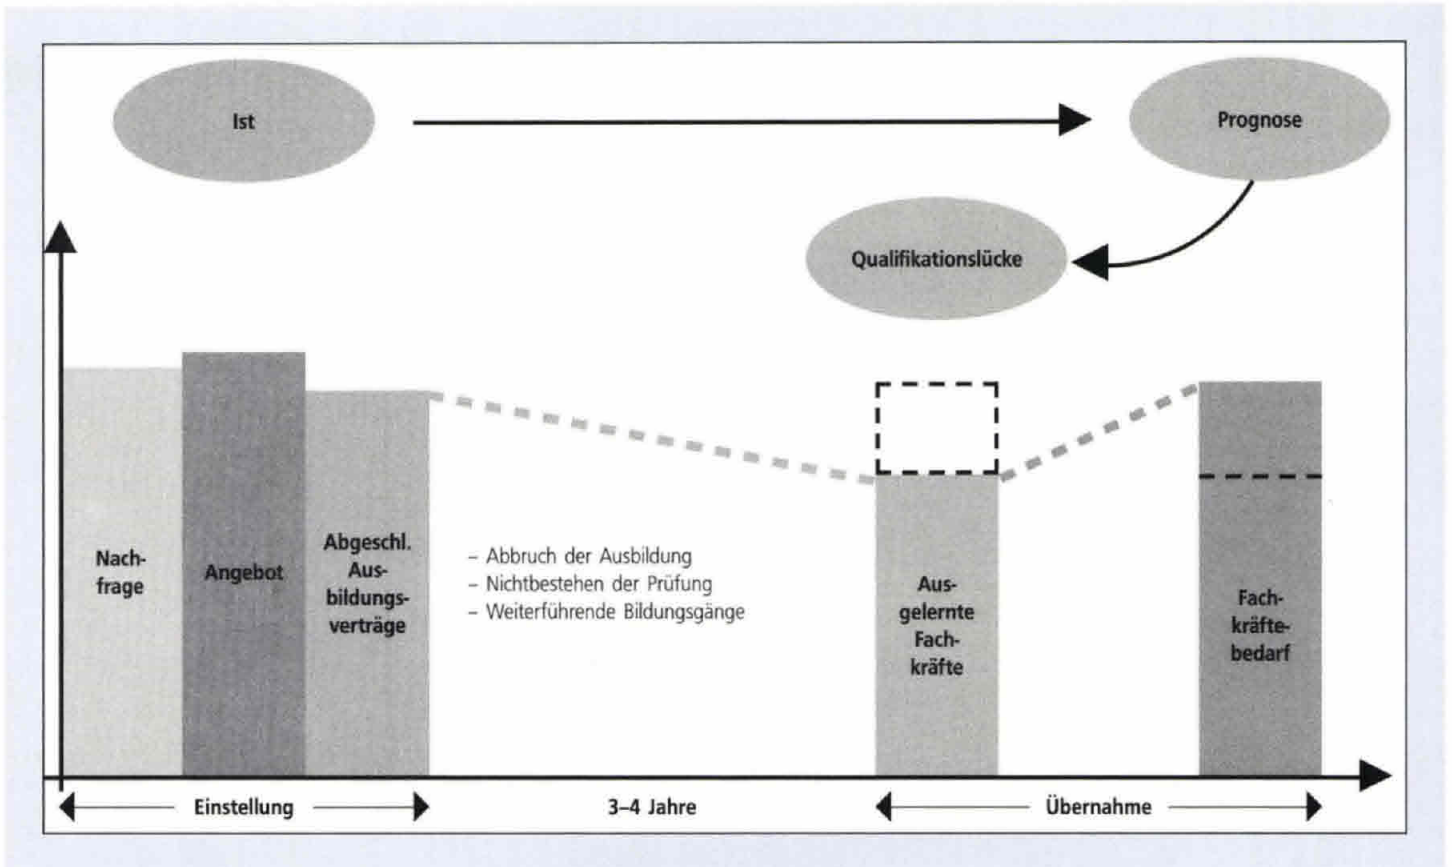 Ist
Prognose
Qualifikationslücke
Nach-
frage
Angebot
Abgeschl.
Aus-
bildungs-
verträge
– Abbruch der Ausbildung
– Nichtbestehen der Prüfung
– Weiterführende Bildungsgänge
Aus-
gelernte
Fach-
kräfte
Fach-
kräfte-
bedarf
Einstellung
3–4 Jahre
Übernahme